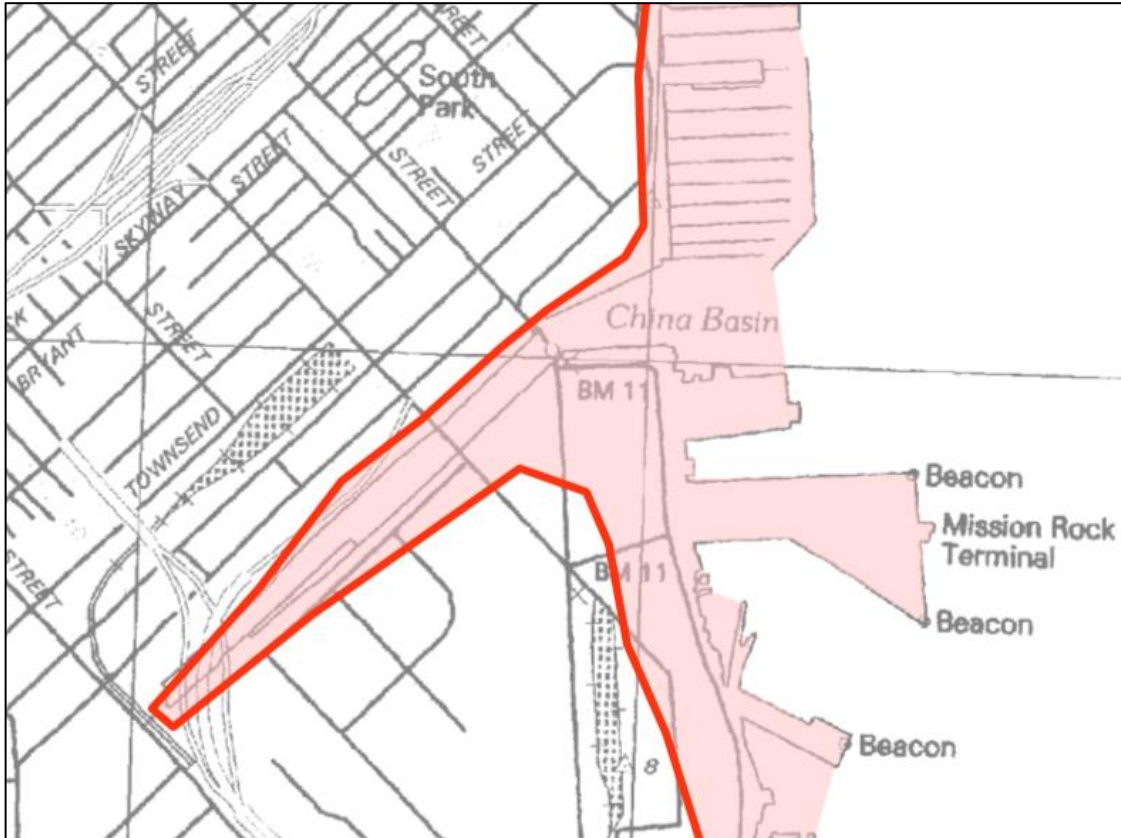 STREET
STREET
South
Park
STREET
STREET
STREET
SKYWAY
STREET
SK
BRYANT
China Basin
BM 11
TOWNSEND
Beacon
Mission Rock
Terminal
STREET
BM 11
Beacon
Beacon
8